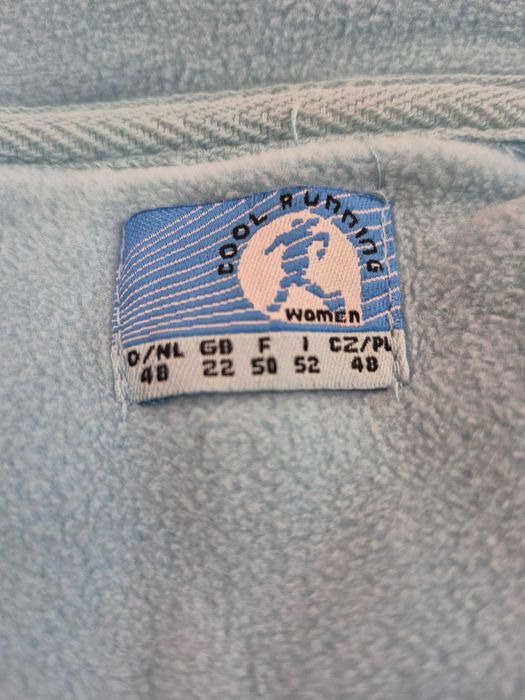 COOL RUNNING
WOMEN
D/NL GB F I CZ/PL
48 22 50 52 48